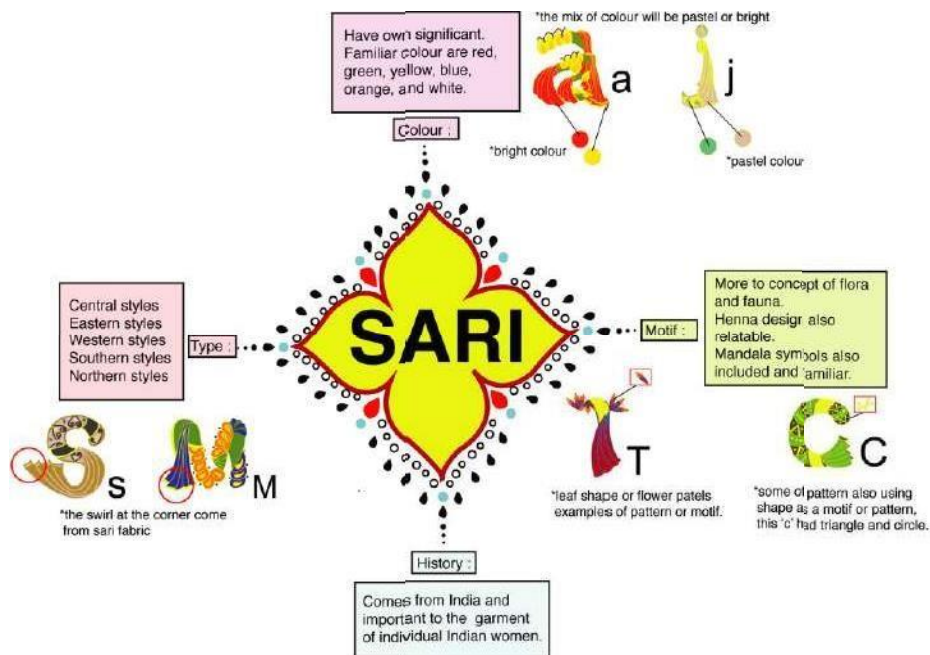 *the mix of colour will be pastel or bright
Have own significant.
Familiar colour are red,
green, yellow, blue,
orange, and white.
a
j
Colour :
*bright colour
*pastel colour
SARI
Central styles
Eastern styles
Western styles
Southern styles
Northern styles
Type :
Motif :
More to concept of flora
and fauna.
Henna design also
relatable.
Mandala symbols also
included and familiar.
S
s
M
M
*the swirl at the corner come
from sari fabric
T
T
*leaf shape or flower patels
examples of pattern or motif.
C
C
*some of pattern also using
shape as a motif or pattern,
this 'c' had triangle and circle.
History :
Comes from India and
important to the garment
of individual Indian women.